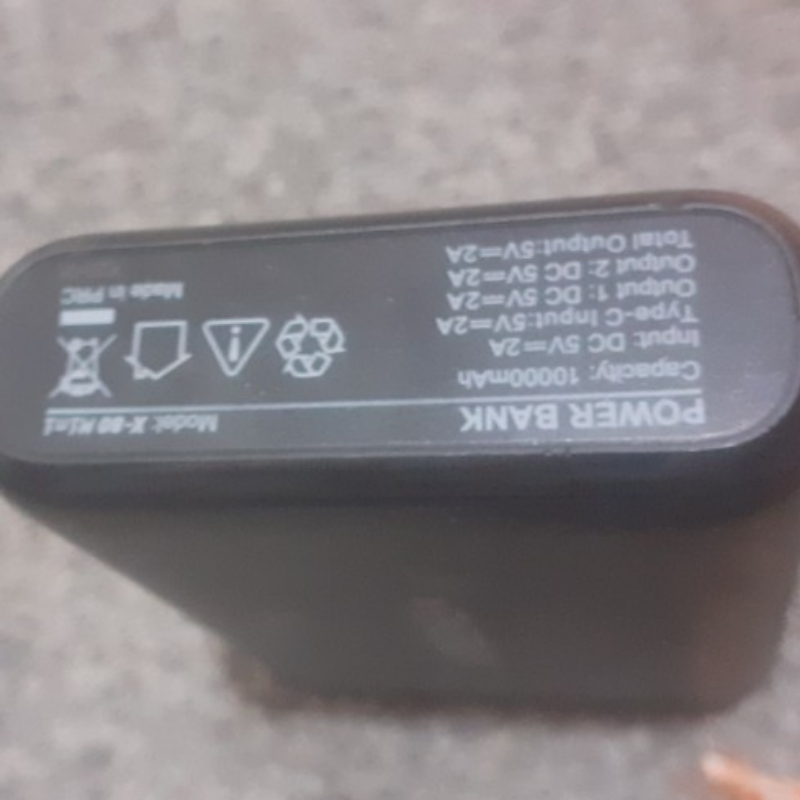 POWER BANK
Model:
Capacity: 10000mAh
Input: DC 5V⎓2A
Type-C Input:5V⎓2A
Output 1: DC 5V⎓2A
Output 2: DC 5V⎓2A
Total Output:5V⎓2A
Made in PRC